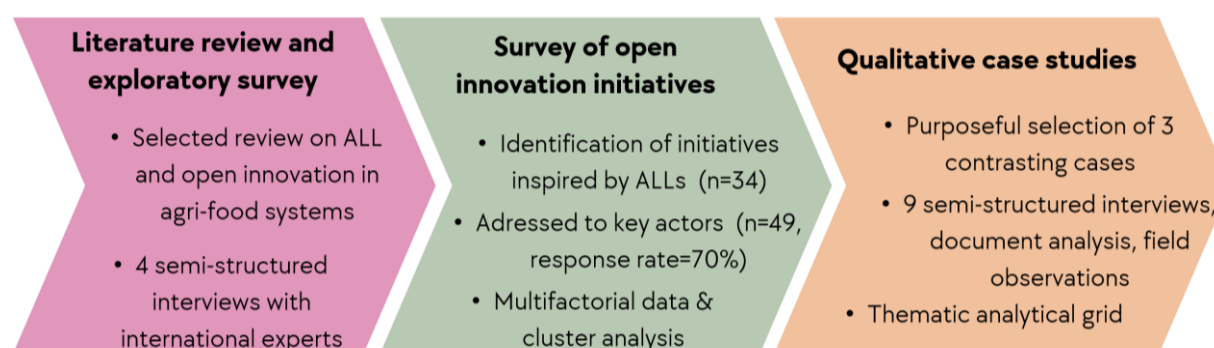 Literature review and
exploratory survey
• Selected review on ALL
and open innovation in
agri-food systems
• 4 semi-structured
interviews with
international experts
Survey of open
innovation initiatives
• Identification of initiatives
inspired by ALLs (n=34)
• Adressed to key actors (n=49,
response rate=70%)
• Multifactorial data &
cluster analysis
Qualitative case studies
• Purposeful selection of 3
contrasting cases
• 9 semi-structured interviews,
document analysis, field
observations
• Thematic analytical grid